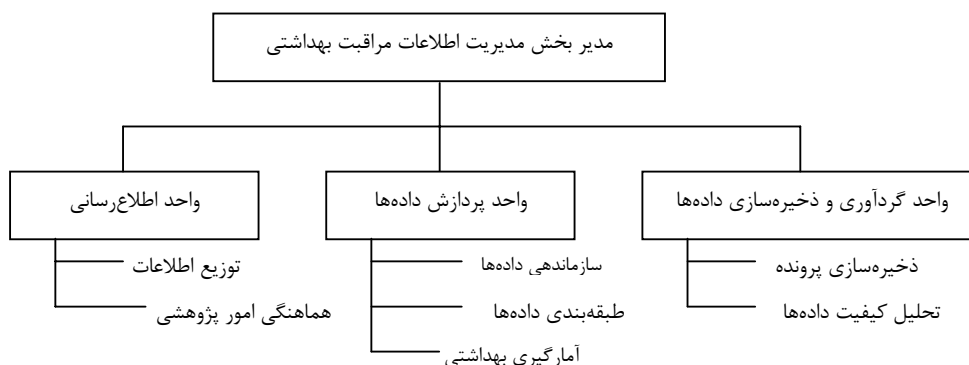 مدیر بخش مدیریت اطلاعات مراقبت بهداشتی
واحد گردآوری و ذخیره‌سازی داده‌ها
ذخیره‌سازی پرونده
تحلیل کیفیت داده‌ها
واحد پردازش داده‌ها
سازماندهی داده‌ها
طبقه‌بندی داده‌ها
آمارگیری بهداشتی
واحد اطلاع‌رسانی
توزیع اطلاعات
هماهنگی امور پژوهشی